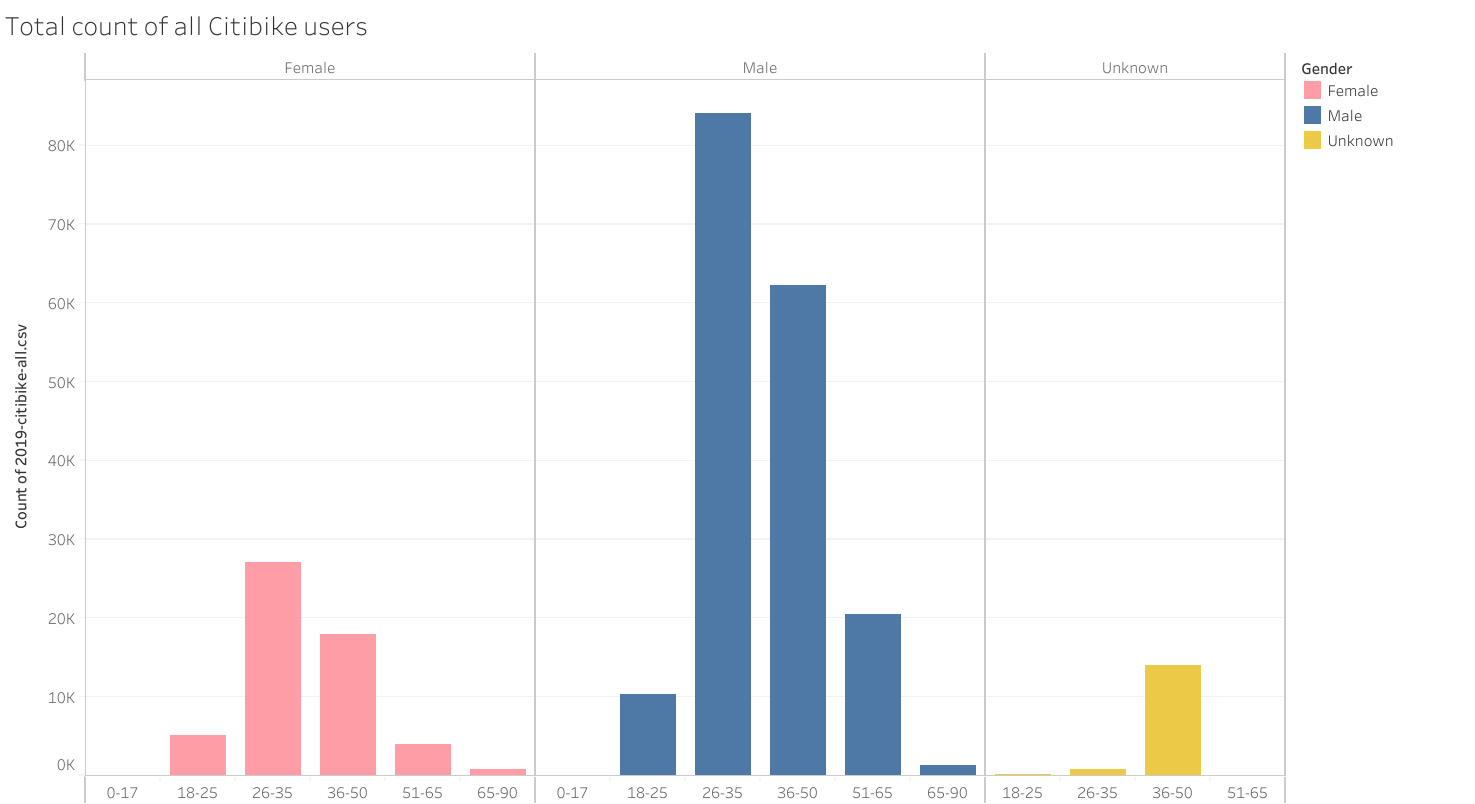 Total count of all Citibike users
Female Male Unknown
Gender
Female
Male
Unknown
Count of 2019-citibike-all.csv
80K
70K
60K
50K
40K
30K
20K
10K
0K
0-17 18-25 26-35 36-50 51-65 65-90 0-17 18-25 26-35 36-50 51-65 65-90 18-25 26-35 36-50 51-65